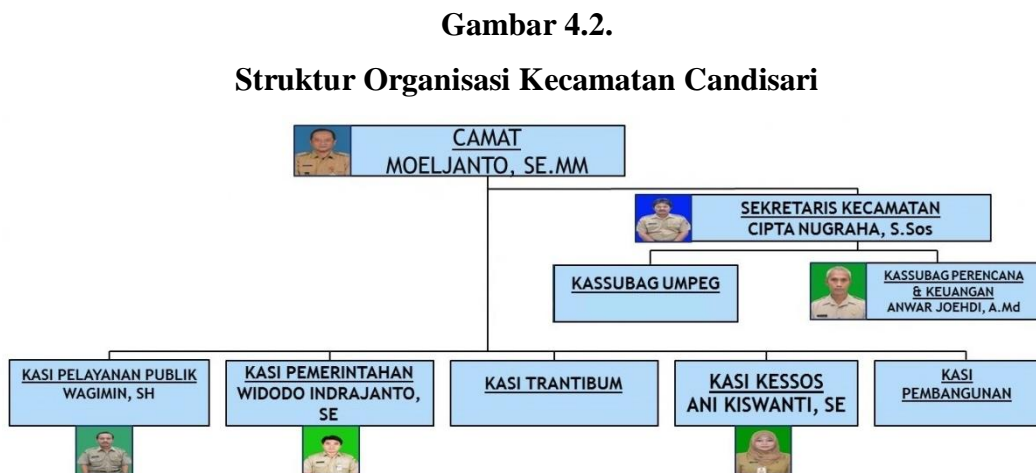 Gambar 4.2.
Struktur Organisasi Kecamatan Candisari
CAMAT
MOELJANTO, SE.MM
SEKRETARIS KECAMATAN
CIPTA NUGRAHA, S.Sos
KASSUBAG UMPEG
KASSUBAG PERENCANA
& KEUANGAN
ANWAR JOEHDI, A.Md
KASI PELAYANAN PUBLIK
WAGIMIN, SH
KASI PEMERINTAHAN
WIDODO INDRAJANTO,
SE
KASI TRANTIBUM
KASI KESSOS
ANI KISWANTI, SE
KASI
PEMBANGUNAN